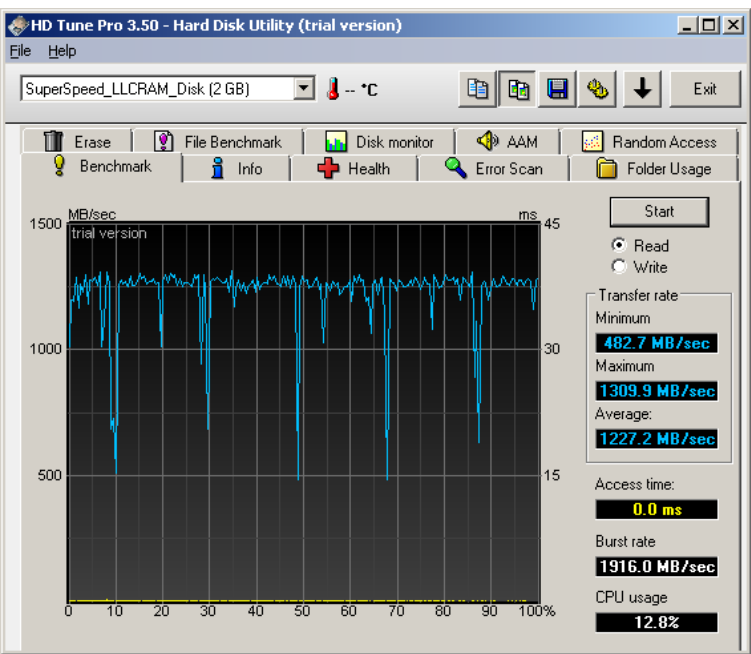 HD Tune Pro 3.50 - Hard Disk Utility (trial version)
File Help
SuperSpeed_LLCRAM_Disk (2 GB)
-- °C
Exit
Erase
File Benchmark
Disk monitor
AAM
Random Access
Benchmark
Info
Health
Error Scan
Folder Usage
MB/sec
ms
trial version
1500
1000
500
45
30
15
0 10 20 30 40 50 60 70 80 90 100%
Start
Read
Write
Transfer rate
Minimum
482.7 MB/sec
Maximum
1309.9 MB/sec
Average:
1227.2 MB/sec
Access time:
0.0 ms
Burst rate
1916.0 MB/sec
CPU usage
12.8%